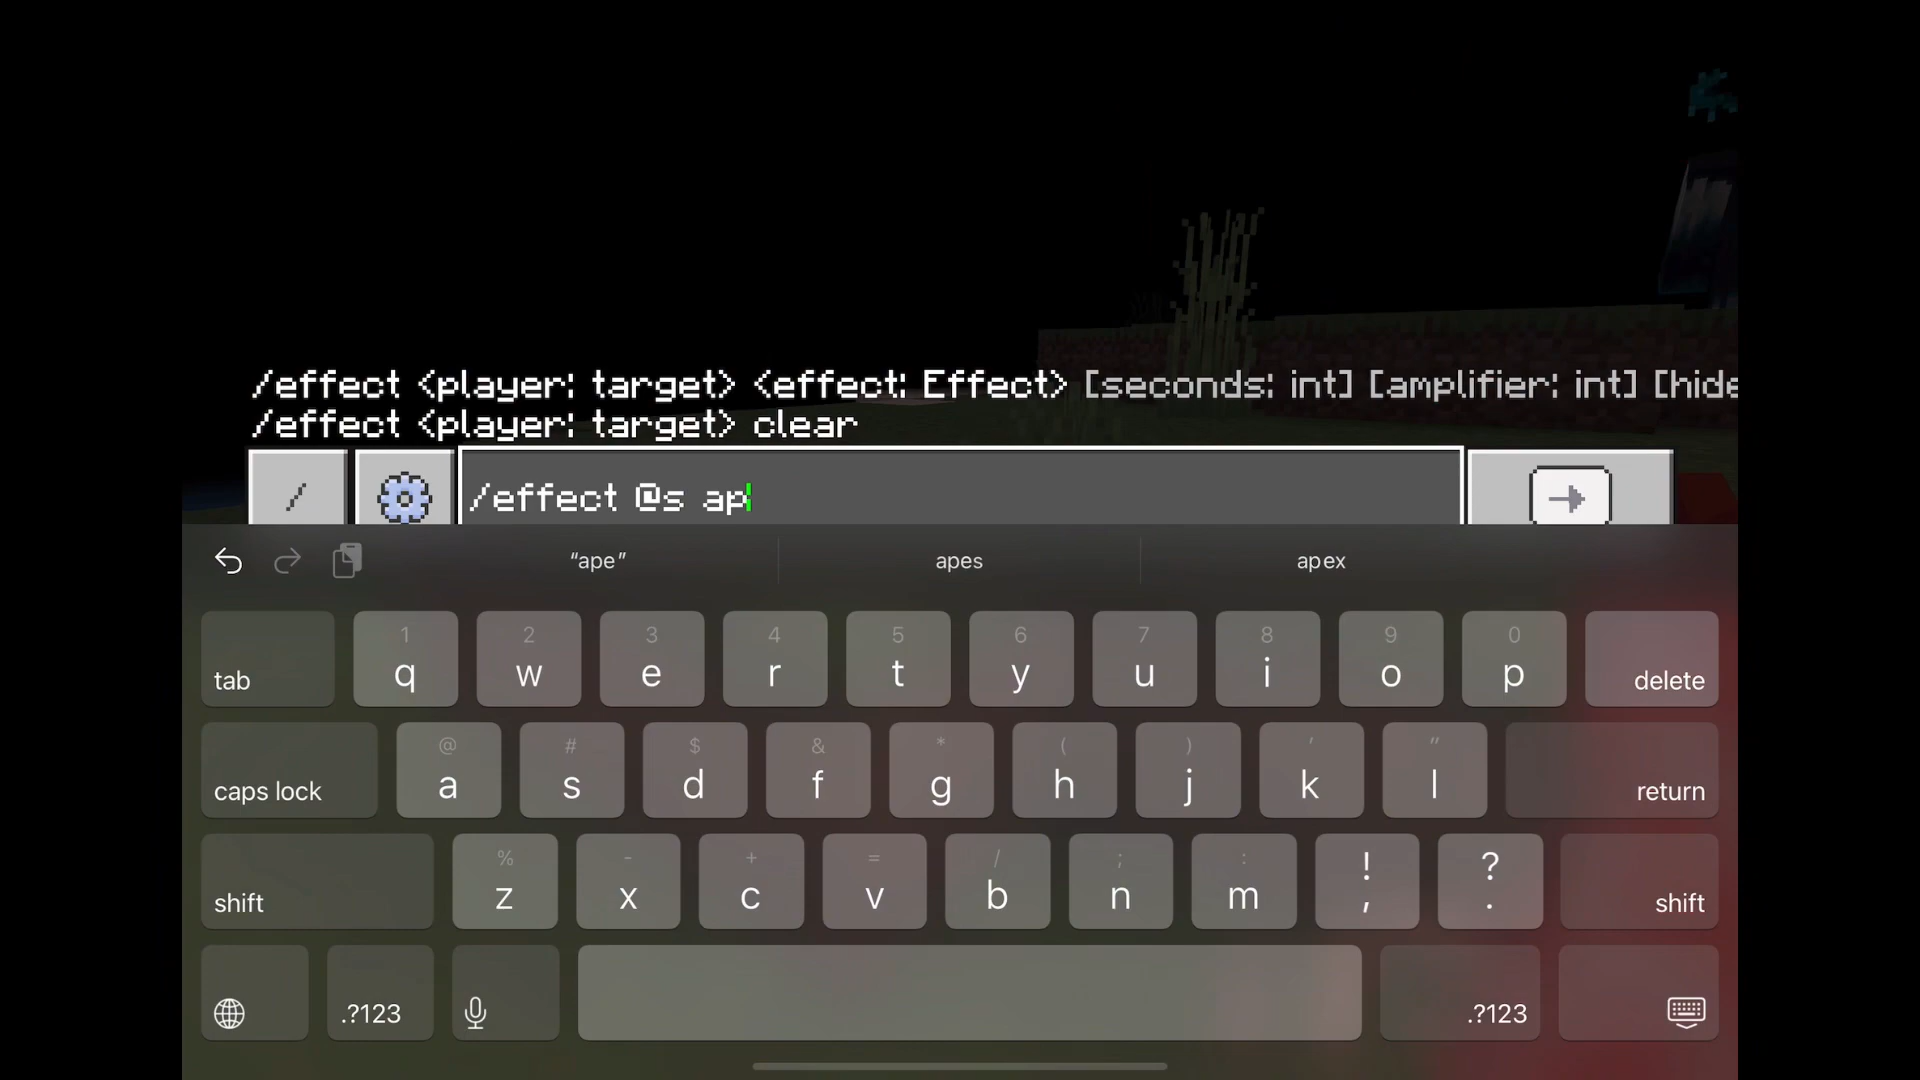 /effect <player: target> <effect: Effect> [seconds: int] [amplifier: int] [hide
/effect <player: target> clear
/ /effect @s ap
“ape” apes apex
1 2 3 4 5 6 7 8 9 0
tab q w e r t y u i o p delete
@ # $ & * ( ) ' "
caps lock a s d f g h j k l return
% - + = / ; : ! ?
shift z x c v b n m , . shift
.?123 .?123